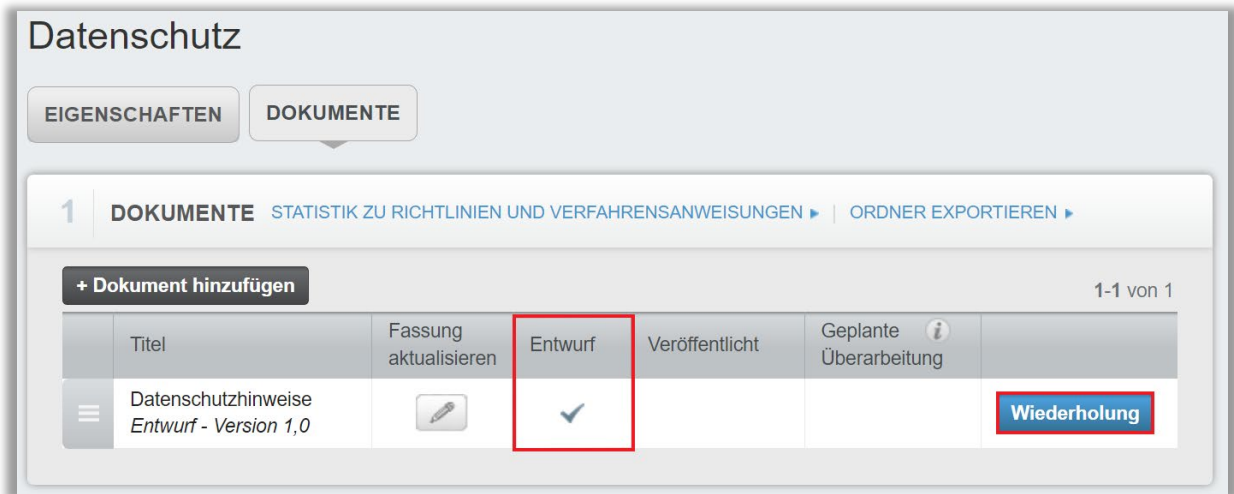 Datenschutz
EIGENSCHAFTEN
DOKUMENTE
1 DOKUMENTE STATISTIK ZU RICHTLINIEN UND VERFAHRENSANWEISUNGEN ORDNER EXPORTIEREN
+ Dokument hinzufügen
1-1 von 1
Titel
Fassung
aktualisieren
Entwurf
Veröffentlicht
Geplante i
Überarbeitung
Datenschutzhinweise
Entwurf - Version 1,0
Wiederholung